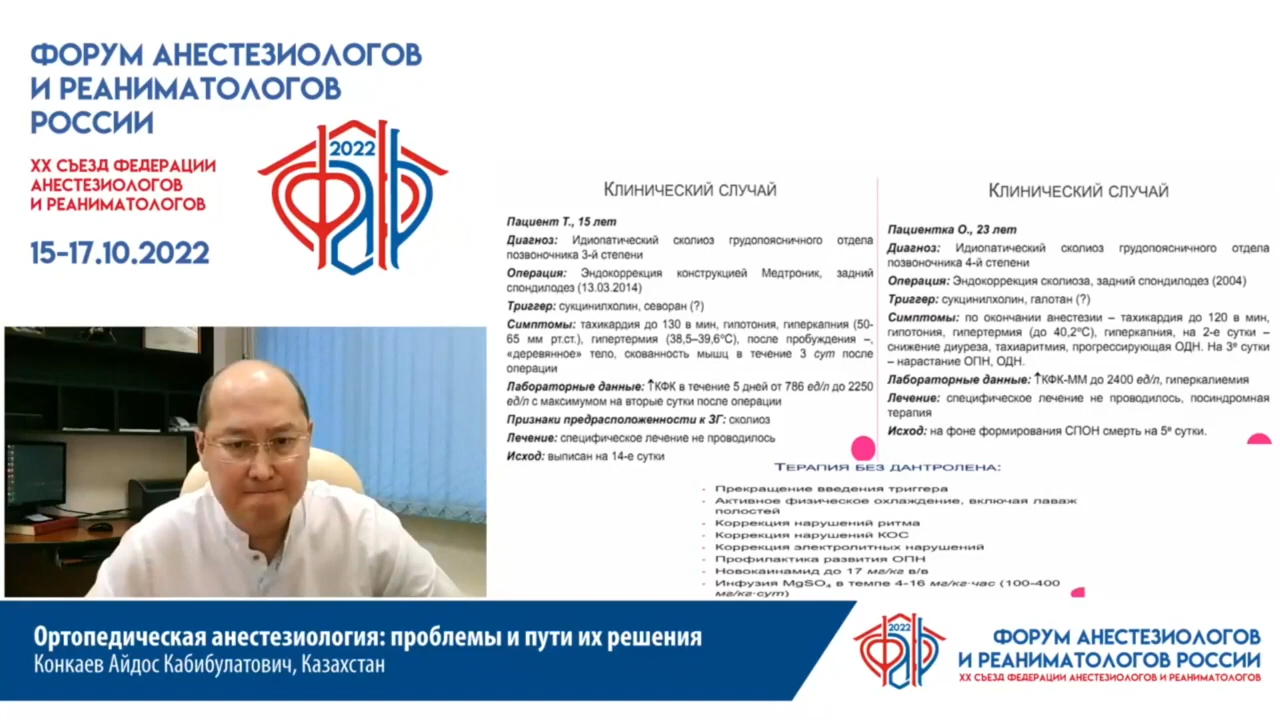 ФОРУМ АНЕСТЕЗИОЛОГОВ
И РЕАНИМАТОЛОГОВ
РОССИИ
XX СЪЕЗД ФЕДЕРАЦИИ
АНЕСТЕЗИОЛОГОВ
И РЕАНИМАТОЛОГОВ
15-17.10.2022
2022
ФАР
Клинический случай
Пациент Т., 15 лет
Диагноз: Идиопатический сколиоз грудопоясничного отдела
позвоночника 3-й степени
Операция: Эндокоррекция конструкцией Медтроник, задний
спондилодез (13.03.2014)
Триггер: сукцинилхолин, севоран (?)
Симптомы: тахикардия до 130 в мин, гипотония, гиперкапния (50-
65 мм рт.ст.), гипертермия (38,5–39,6°С), после пробуждения –,
«деревянное» тело, скованность мышц в течение 3 сут после
операции
Лабораторные данные: ↑КФК в течение 5 дней от 786 ед/л до 2250
ед/л с максимумом на вторые сутки после операции
Признаки предрасположенности к ЗГ: сколиоз
Лечение: специфическое лечение не проводилось
Исход: выписан на 14-е сутки
Клинический случай
Пациентка О., 23 лет
Диагноз: Идиопатический сколиоз грудопоясничного отдела
позвоночника 4-й степени
Операция: Эндокоррекция сколиоза, задний спондилодез (2004)
Триггер: сукцинилхолин, галотан (?)
Симптомы: по окончании анестезии – тахикардия до 120 в мин,
гипотония, гипертермия (до 40,2°С), гиперкапния, на 2-е сутки –
снижение диуреза, тахиаритмия, прогрессирующая ОДН. На 3е сутки
– нарастание ОПН, ОДН.
Лабораторные данные: ↑КФК-ММ до 2400 ед/л, гиперкалиемия
Лечение: специфическое лечение не проводилось, посиндромная
терапия
Исход: на фоне формирования СПОН смерть на 5е сутки.
Терапия без дантролена:
- Прекращение введения триггера
- Активное физическое охлаждение, включая лаваж
полостей
- Коррекция нарушений ритма
- Коррекция нарушений КОС
- Коррекция электролитных нарушений
- Профилактика развития ОПН
- Новокаинамид до 17 мг/кг в/в
- Инфузия MgSO₄ в темпе 4-16 мг/кг·час (100-400
мг/кг·сут)
Ортопедическая анестезиология: проблемы и пути их решения
Конкаев Айдос Кабибулатович, Казахстан
2022
ФАР
ФОРУМ АНЕСТЕЗИОЛОГОВ
И РЕАНИМАТОЛОГОВ РОССИИ
XX СЪЕЗД ФЕДЕРАЦИИ АНЕСТЕЗИОЛОГОВ И РЕАНИМАТОЛОГОВ